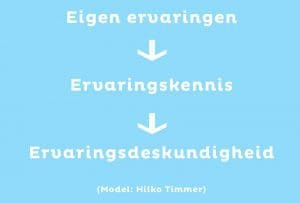 Eigen ervaringen
Ervaringskennis
Ervaringsdeskundigheid
(Model: Hilko Timmer)